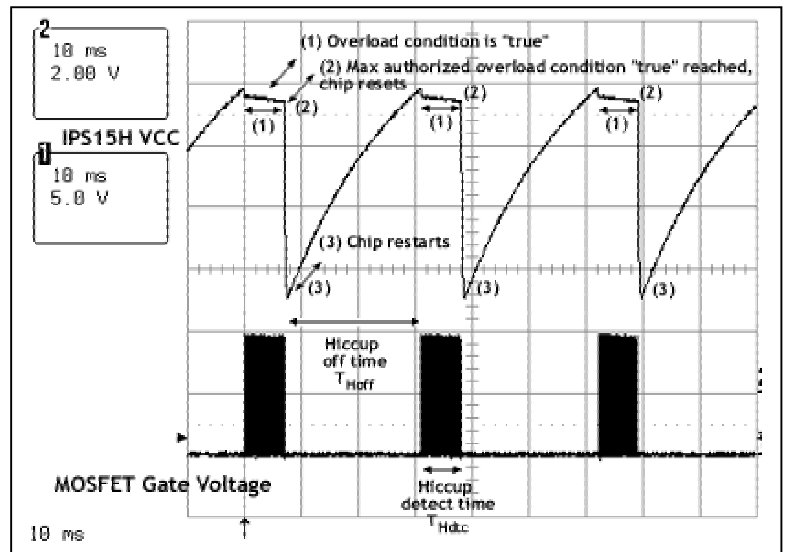 2
10 ms
2.00 V
(1) Overload condition is "true"
(2) Max authorized overload condition "true" reached,
chip resets
(2)
(2)
(2)
(1)
(1)
(1)
IPS15H VCC
1
10 ms
5.0 V
(3) Chip restarts
(3)
(3)
(3)
Hiccup
off time
THoff
MOSFET Gate Voltage
Hiccup
detect time
THdtc
10 ms